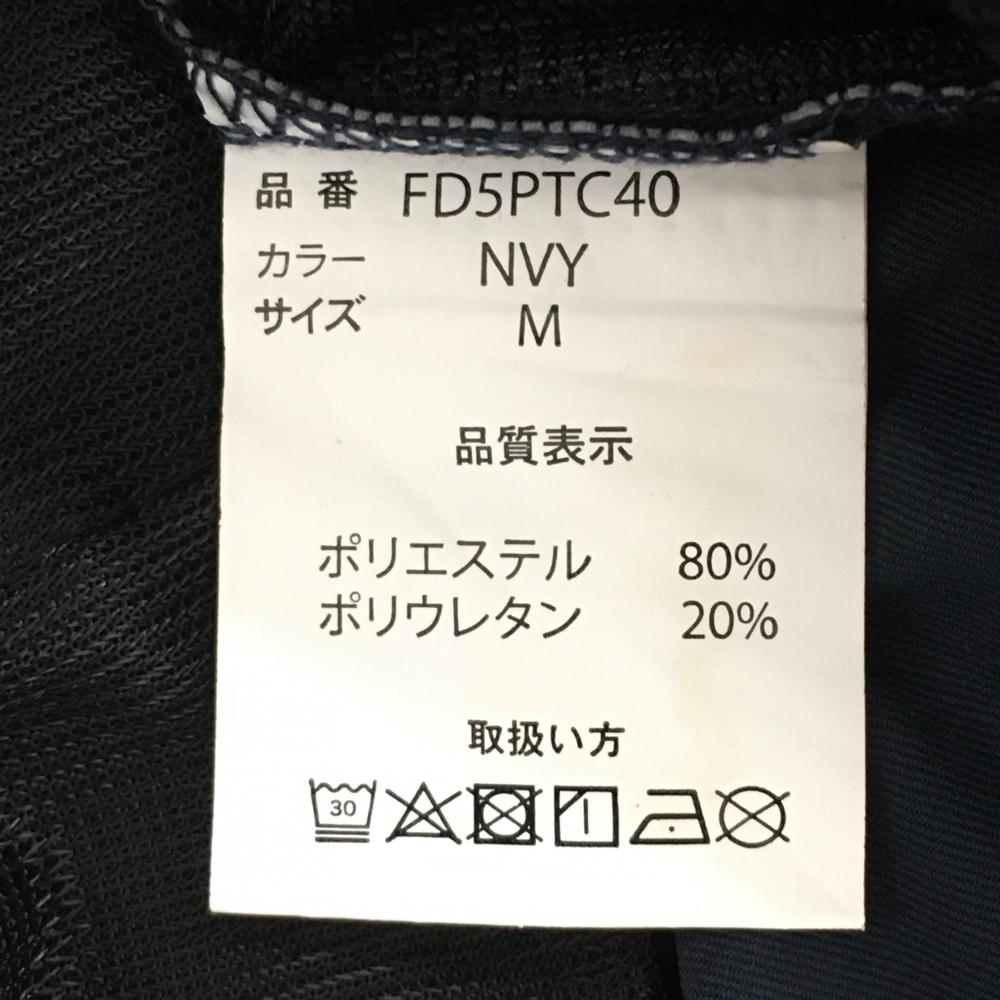 品番 FD5PTC40
カラー NVY
サイズ M
品質表示
ポリエステル 80%
ポリウレタン 20%
取扱い方
30